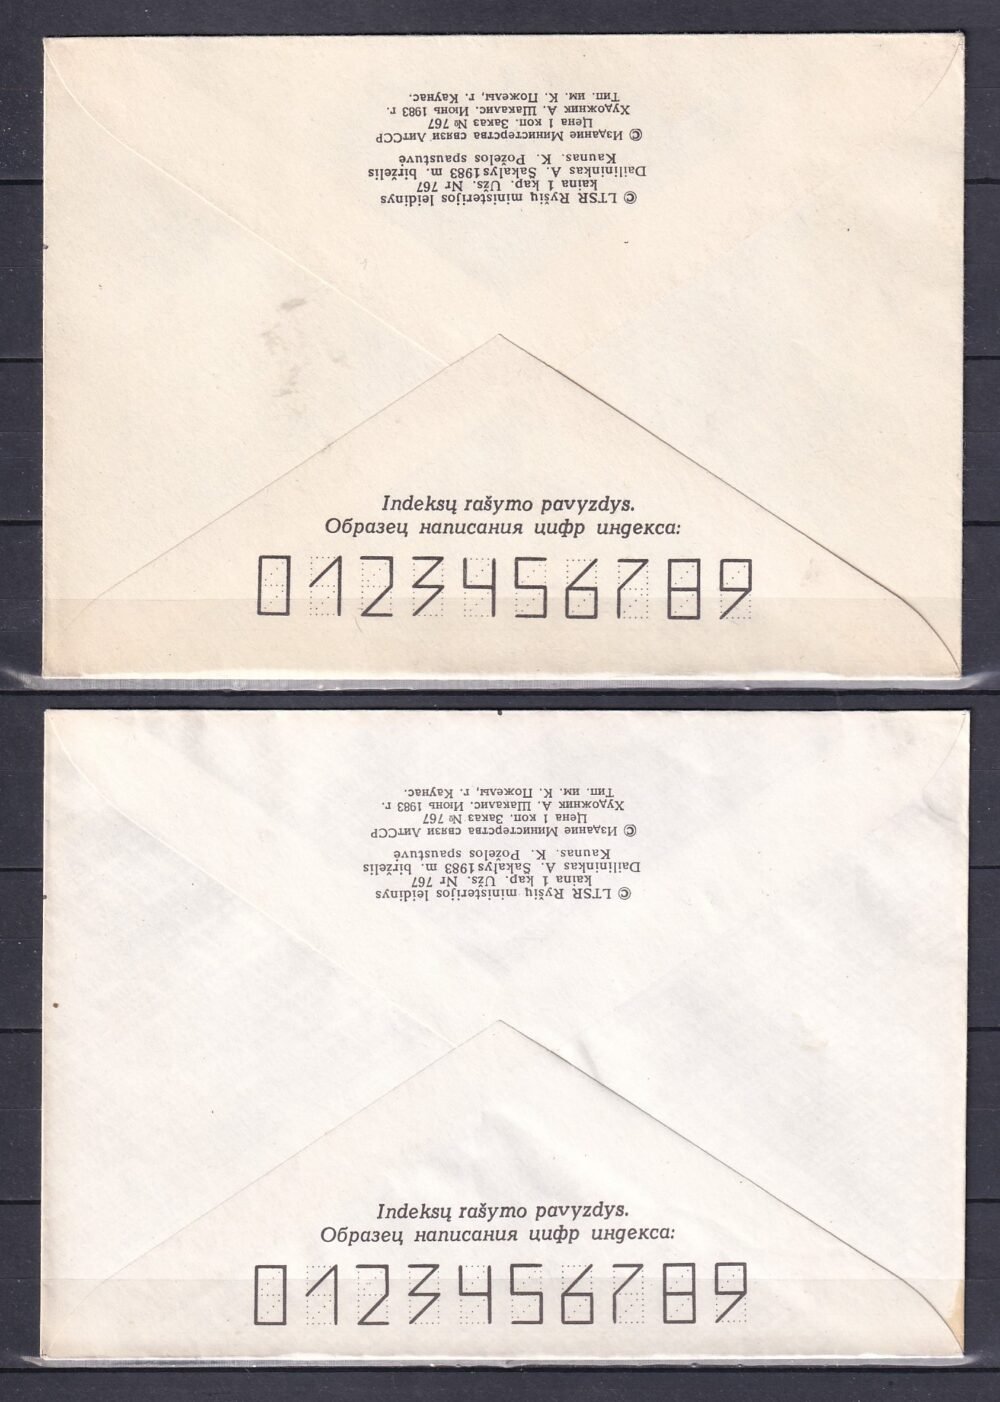 © LTSR Ryšių ministerijos leidinys
kaina 1 kap. Užs. Nr 767
Dailininkas A. Šakalys 1983 m. birželis
Kaunas. K. Poželos spaustuvė
© Издание Министерства связи ЛитССР
Цена 1 коп. Заказ № 767
Художник А. Шакалис. Июнь 1983 г.
Тип. им. К. Пожелы, г. Каунас.
Indeksų rašymo pavyzdys.
Образец написания цифр индекса:
0123456789
© LTSR Ryšių ministerijos leidinys
kaina 1 kap. Užs. Nr 767
Dailininkas A. Šakalys 1983 m. birželis
Kaunas. K. Poželos spaustuvė
© Издание Министерства связи ЛитССР
Цена 1 коп. Заказ № 767
Художник А. Шакалис. Июнь 1983 г.
Тип. им. К. Пожелы, г. Каунас.
Indeksų rašymo pavyzdys.
Образец написания цифр индекса:
0123456789